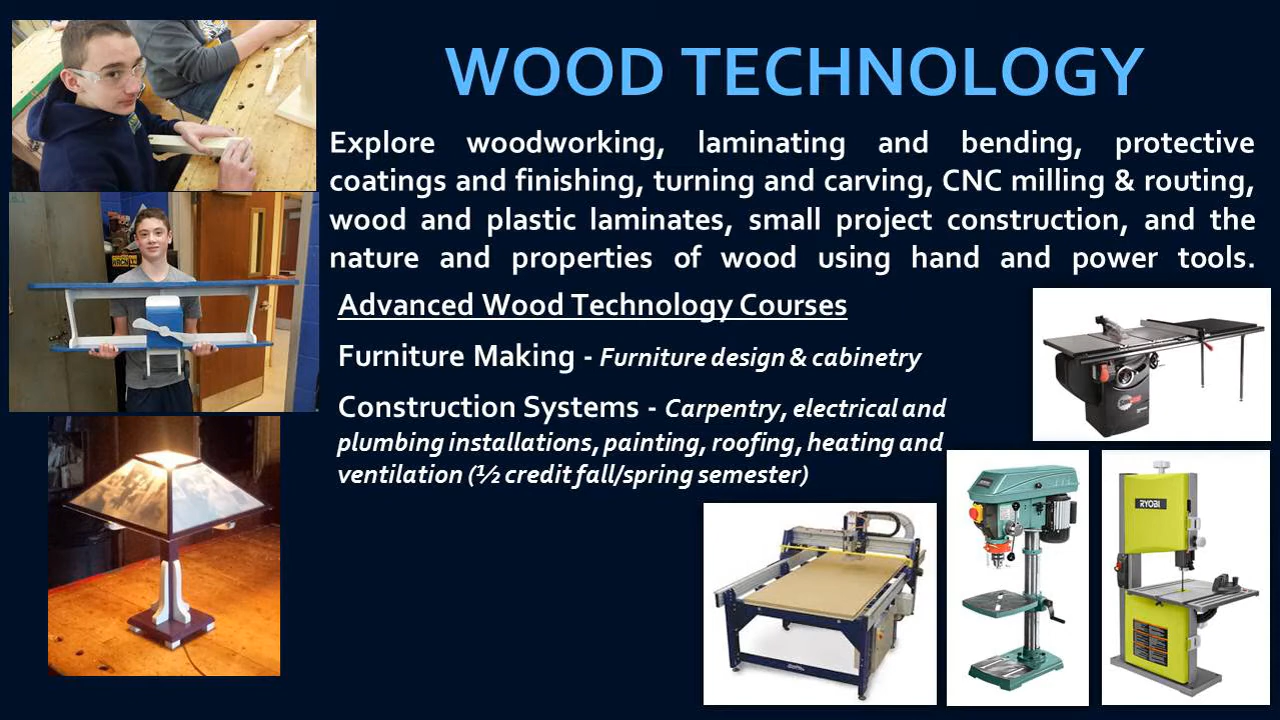 WOOD TECHNOLOGY
Explore woodworking, laminating and bending, protective
coatings and finishing, turning and carving, CNC milling & routing,
wood and plastic laminates, small project construction, and the
nature and properties of wood using hand and power tools.
Advanced Wood Technology Courses
Furniture Making - Furniture design & cabinetry
Construction Systems - Carpentry, electrical and
plumbing installations, painting, roofing, heating and
ventilation (½ credit fall/spring semester)
RYOBI